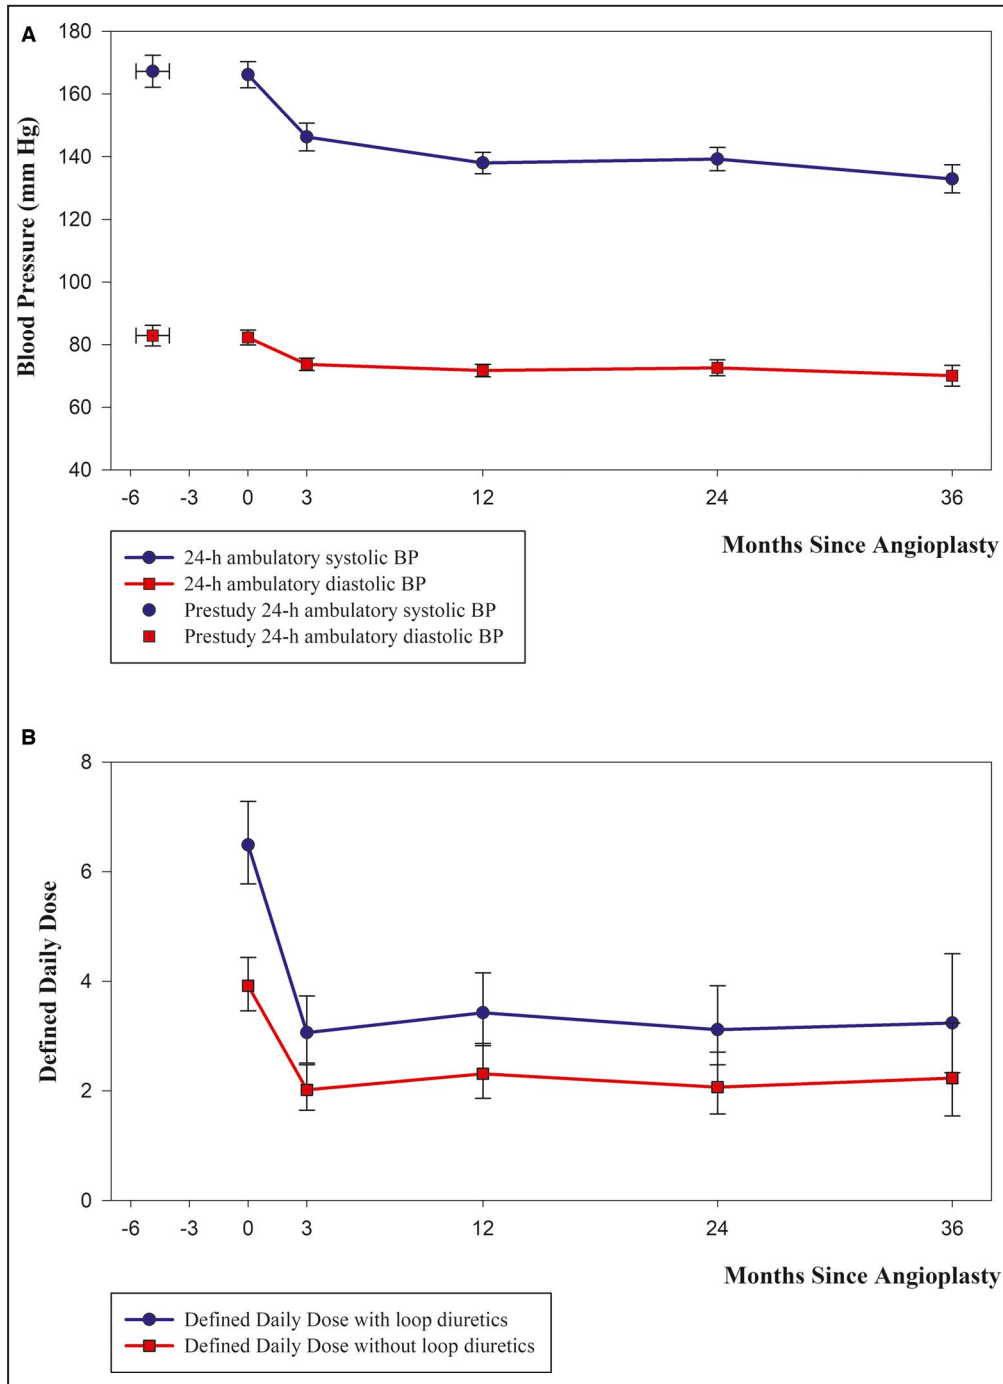 A
180
160
140
120
100
80
60
40
Blood Pressure (mm Hg)
-6 -3 0 3 12 24 36
Months Since Angioplasty
24-h ambulatory systolic BP
24-h ambulatory diastolic BP
Prestudy 24-h ambulatory systolic BP
Prestudy 24-h ambulatory diastolic BP
B
8
6
4
2
0
Defined Daily Dose
-6 -3 0 3 12 24 36
Months Since Angioplasty
Defined Daily Dose with loop diuretics
Defined Daily Dose without loop diuretics